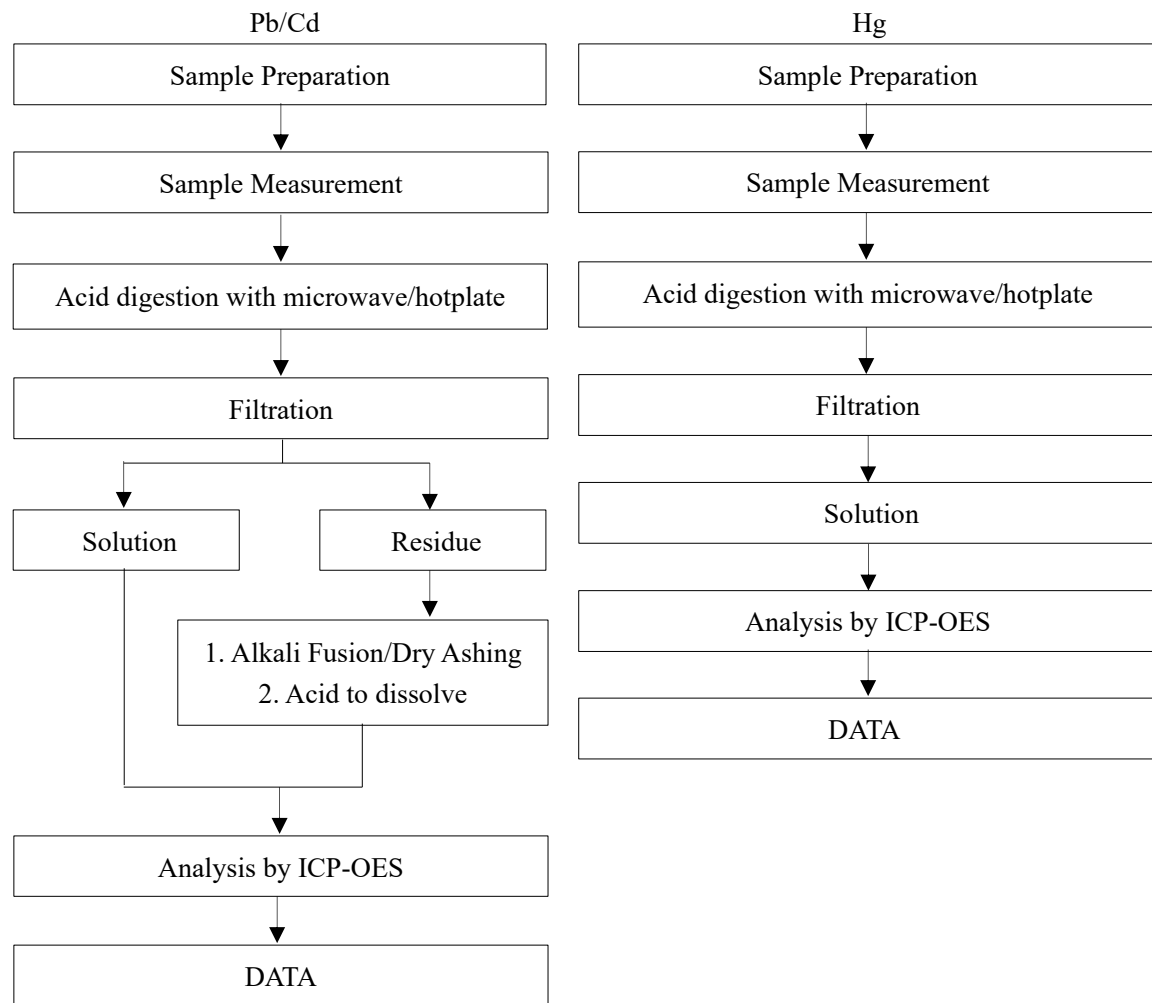 Pb/Cd
Sample Preparation
Sample Measurement
Acid digestion with microwave/hotplate
Filtration
Solution
Residue
1. Alkali Fusion/Dry Ashing
2. Acid to dissolve
Analysis by ICP-OES
DATA
Hg
Sample Preparation
Sample Measurement
Acid digestion with microwave/hotplate
Filtration
Solution
Analysis by ICP-OES
DATA